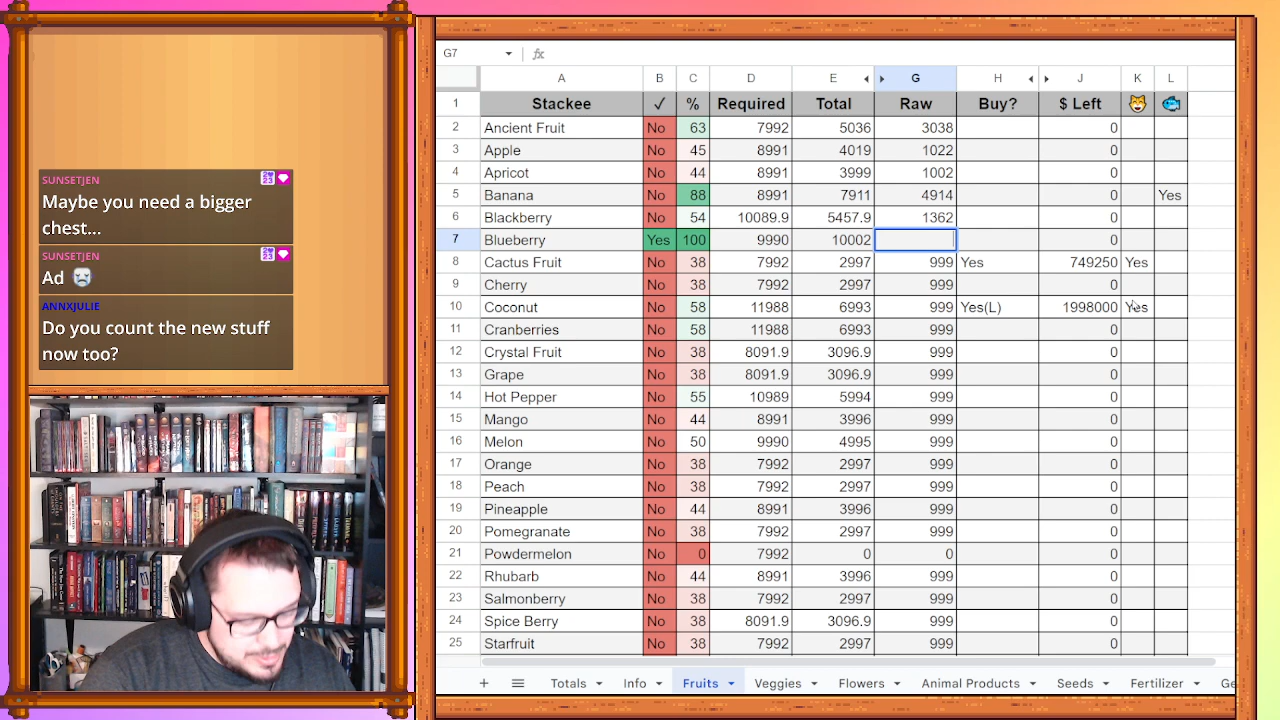 SUNSETJEN
Maybe you need a bigger
chest...
SUNSETJEN
Ad 😢
ANNXJULIE
Do you count the new stuff
now too?
G7 fx
A B C D E G H J K L
1 Stackee ✓ % Required Total Raw Buy? $ Left
2 Ancient Fruit No 63 7992 5036 3038 0
3 Apple No 45 8991 4019 1022 0
4 Apricot No 44 8991 3999 1002 0
5 Banana No 88 8991 7911 4914 0 Yes
6 Blackberry No 54 10089.9 5457.9 1362 0
7 Blueberry Yes 100 9990 10002 0
8 Cactus Fruit No 38 7992 2997 999 Yes 749250 Yes
9 Cherry No 38 7992 2997 999 0
10 Coconut No 58 11988 6993 999 Yes(L) 1998000 Yes
11 Cranberries No 58 11988 6993 999 0
12 Crystal Fruit No 38 8091.9 3096.9 999 0
13 Grape No 38 8091.9 3096.9 999 0
14 Hot Pepper No 55 10989 5994 999 0
15 Mango No 44 8991 3996 999 0
16 Melon No 50 9990 4995 999 0
17 Orange No 38 7992 2997 999 0
18 Peach No 38 7992 2997 999 0
19 Pineapple No 44 8991 3996 999 0
20 Pomegranate No 38 7992 2997 999 0
21 Powdermelon No 0 7992 0 0 0
22 Rhubarb No 44 8991 3996 999 0
23 Salmonberry No 38 7992 2997 999 0
24 Spice Berry No 38 8091.9 3096.9 999 0
25 Starfruit No 38 7992 2997 999 0
+ Totals Info Fruits Veggies Flowers Animal Products Seeds Fertilizer Ge